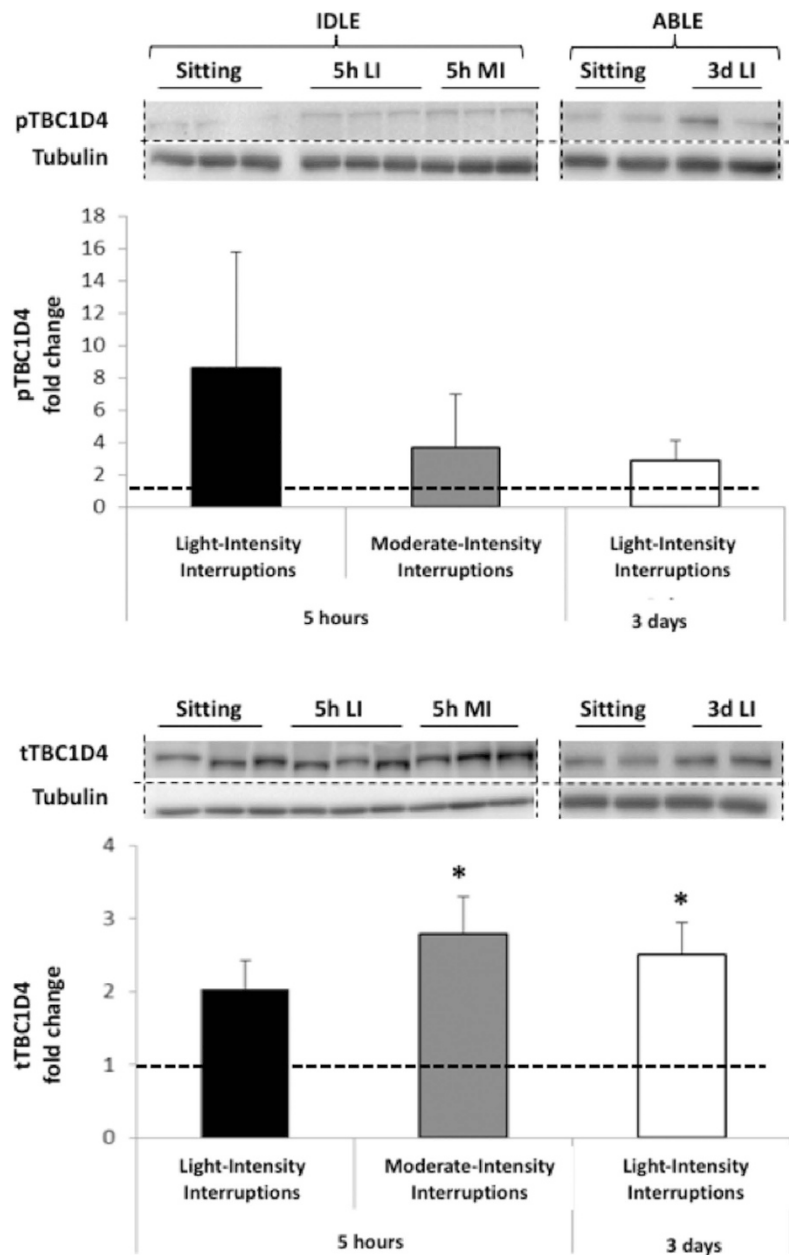 IDLE ABLE
Sitting 5h LI 5h MI Sitting 3d LI
pTBC1D4
Tubulin
pTBC1D4
fold change
18
16
14
12
10
8
6
4
2
0
Light-Intensity Moderate-Intensity Light-Intensity
Interruptions Interruptions Interruptions
5 hours 3 days
Sitting 5h LI 5h MI Sitting 3d LI
tTBC1D4
Tubulin
tTBC1D4
fold change
4
3
2
1
0
* *
Light-Intensity Moderate-Intensity Light-Intensity
Interruptions Interruptions Interruptions
5 hours 3 days